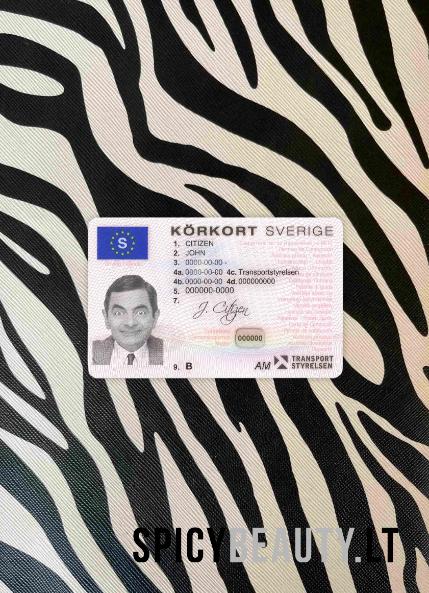 KÖRKORT SVERIGE
S
1. CITIZEN
2. JOHN
3. 0000-00-00 -
4a. 0000-00-00 4c. Transportstyrelsen
4b. 0000-00-00 4d. 000000000
5. 000000-0000
7.
J. Citizen
000000
9. B
AM TRANSPORT
STYRELSEN
SPICYBEAUTY.LT